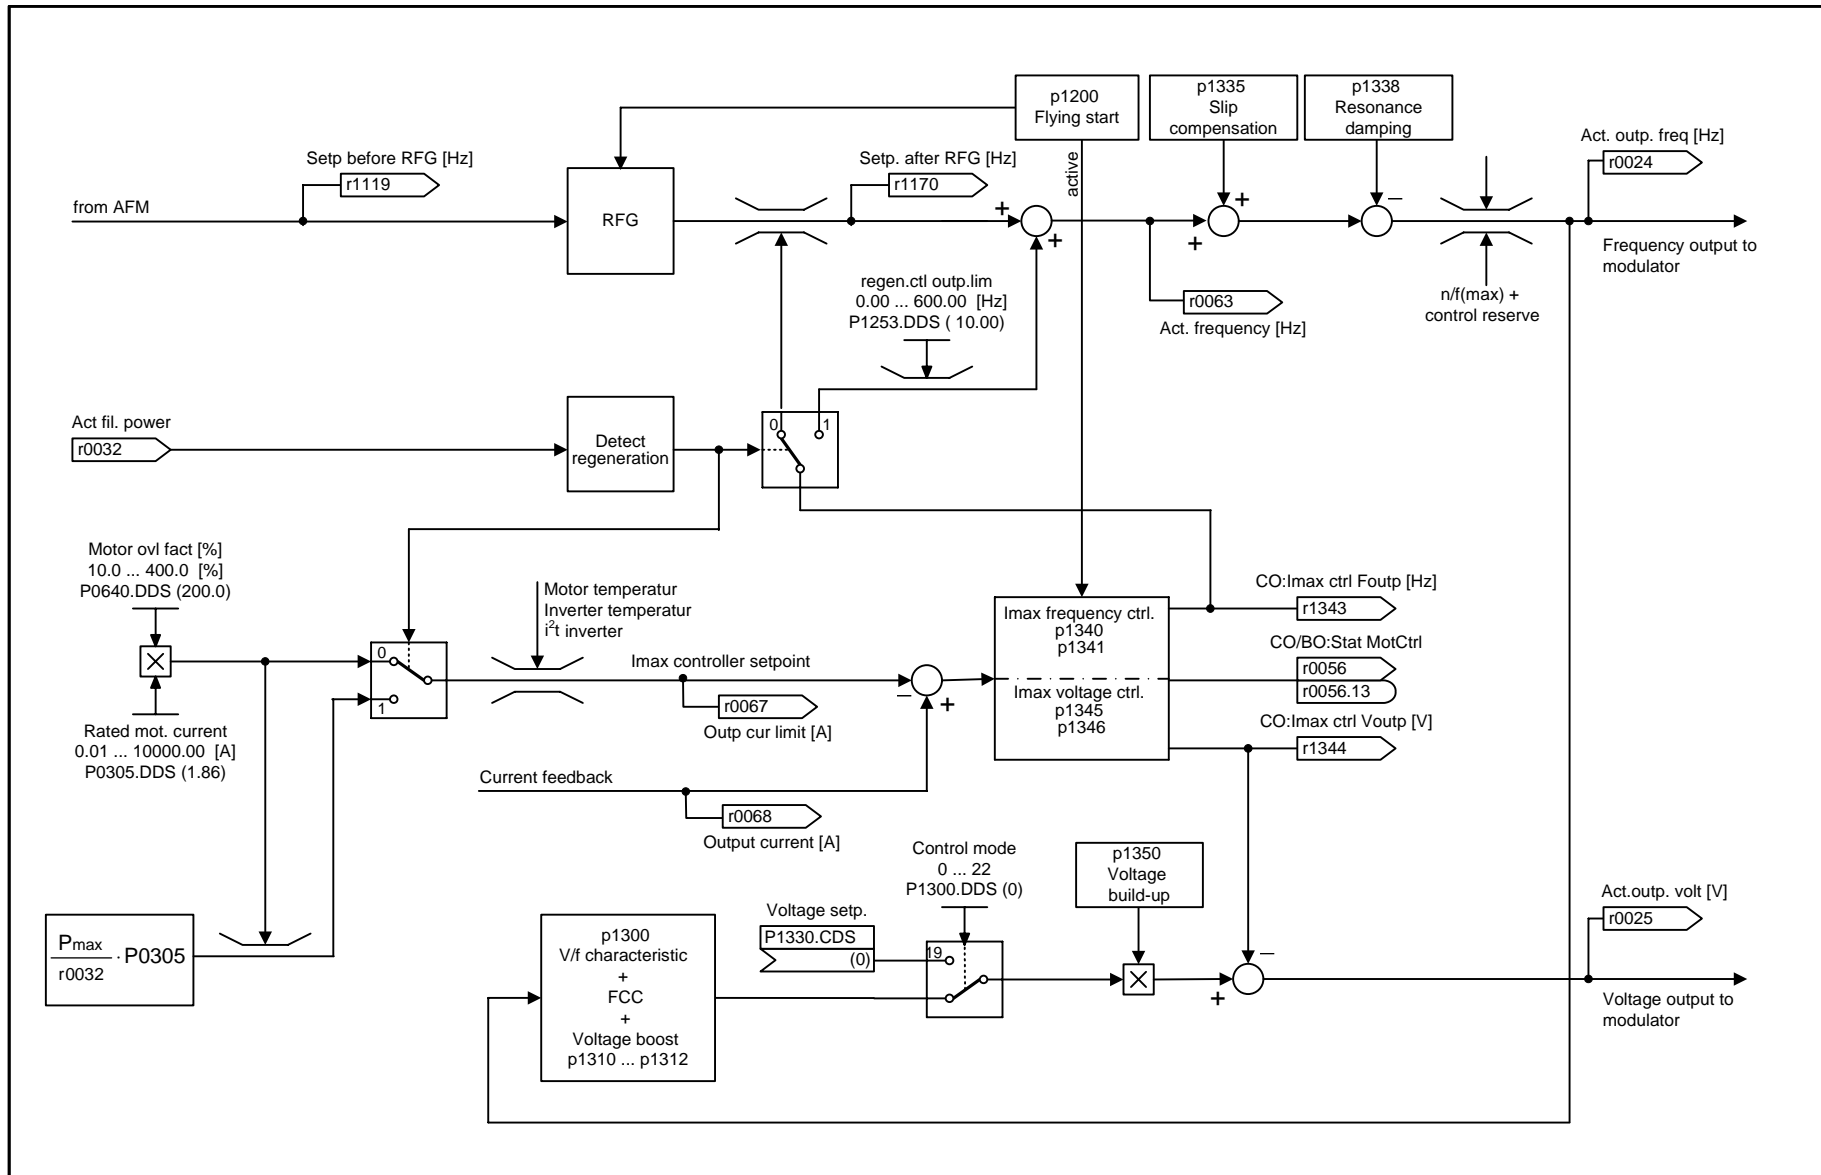 p1200
Flying start
p1335
Slip
compensation
p1338
Resonance
damping
Act. outp. freq [Hz]
r0024
Setp before RFG [Hz]
r1119
Setp. after RFG [Hz]
r1170
active
from AFM
RFG
+
+
+
+
–
Frequency output to
modulator
regen.ctl outp.lim
0.00 ... 600.00 [Hz]
P1253.DDS ( 10.00)
r0063
Act. frequency [Hz]
n/f(max) +
control reserve
Act fil. power
r0032
Detect
regeneration
0
1
Motor ovl fact [%]
10.0 ... 400.0 [%]
P0640.DDS (200.0)
Motor temperatur
Inverter temperatur
i²t inverter
Imax frequency ctrl.
p1340
p1341
Imax voltage ctrl.
p1345
p1346
CO:Imax ctrl Foutp [Hz]
r1343
CO/BO:Stat MotCtrl
r0056
r0056.13
CO:Imax ctrl Voutp [V]
r1344
0
1
Imax controller setpoint
r0067
Outp cur limit [A]
–
+
Rated mot. current
0.01 ... 10000.00 [A]
P0305.DDS (1.86)
Current feedback
r0068
Output current [A]
Control mode
0 ... 22
P1300.DDS (0)
p1350
Voltage
build-up
Voltage setp.
P1330.CDS
(0)
19
Act.outp. volt [V]
r0025
Pmax
r0032
· P0305
p1300
V/f characteristic
+
FCC
+
Voltage boost
p1310 ... p1312
–
+
Voltage output to
modulator